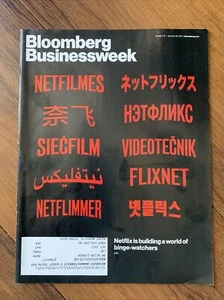 Bloomberg
Businessweek
NETFILMES
ネットフリックス
奈飞
НЭТФЛИКС
SIEĆFILM
VIDEOTEČNIK
نيتفليكس
FLIXNET
NETFLIMMER
넷플릭스
Netflix is building a world of
binge-watchers